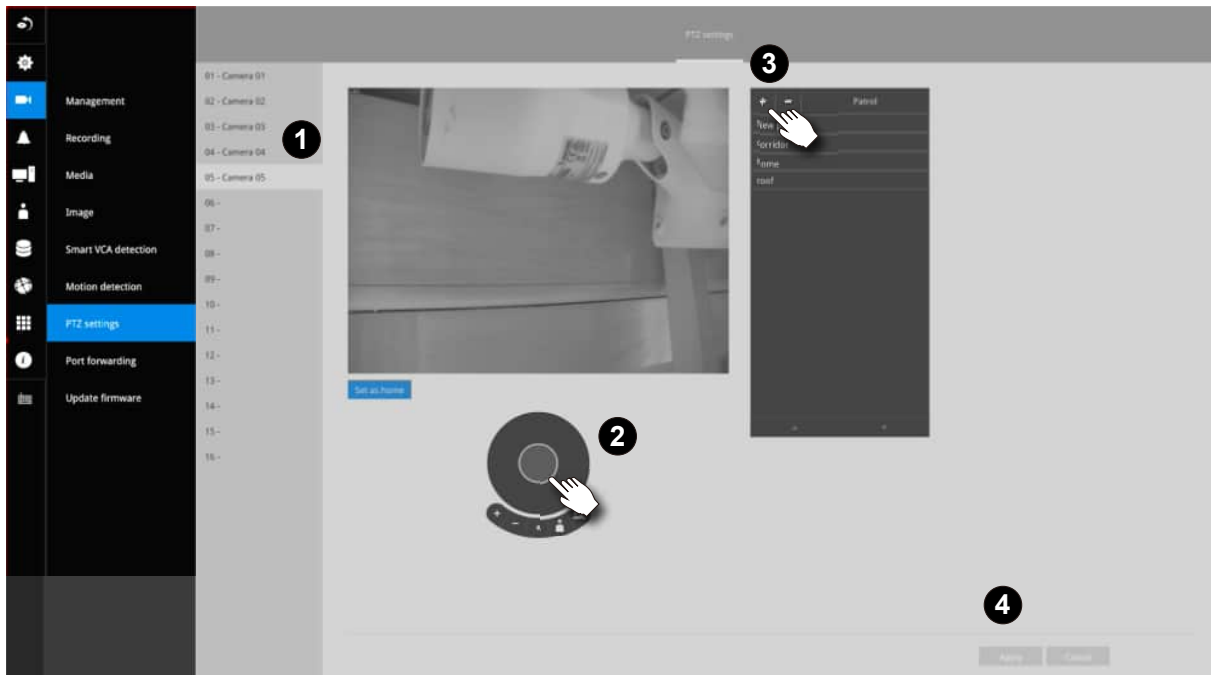 PTZ settings
3
Management
Recording
Media
Image
Smart VCA detection
Motion detection
PTZ settings
Port forwarding
Update firmware
01 - Camera 01
02 - Camera 02
03 - Camera 03
04 - Camera 04
05 - Camera 05
06 -
07 -
08 -
09 -
10 -
11 -
12 -
13 -
14 -
15 -
16 -
1
Set as home
2
+ - Patrol
New
Corridor
home
roof
4
Apply Cancel